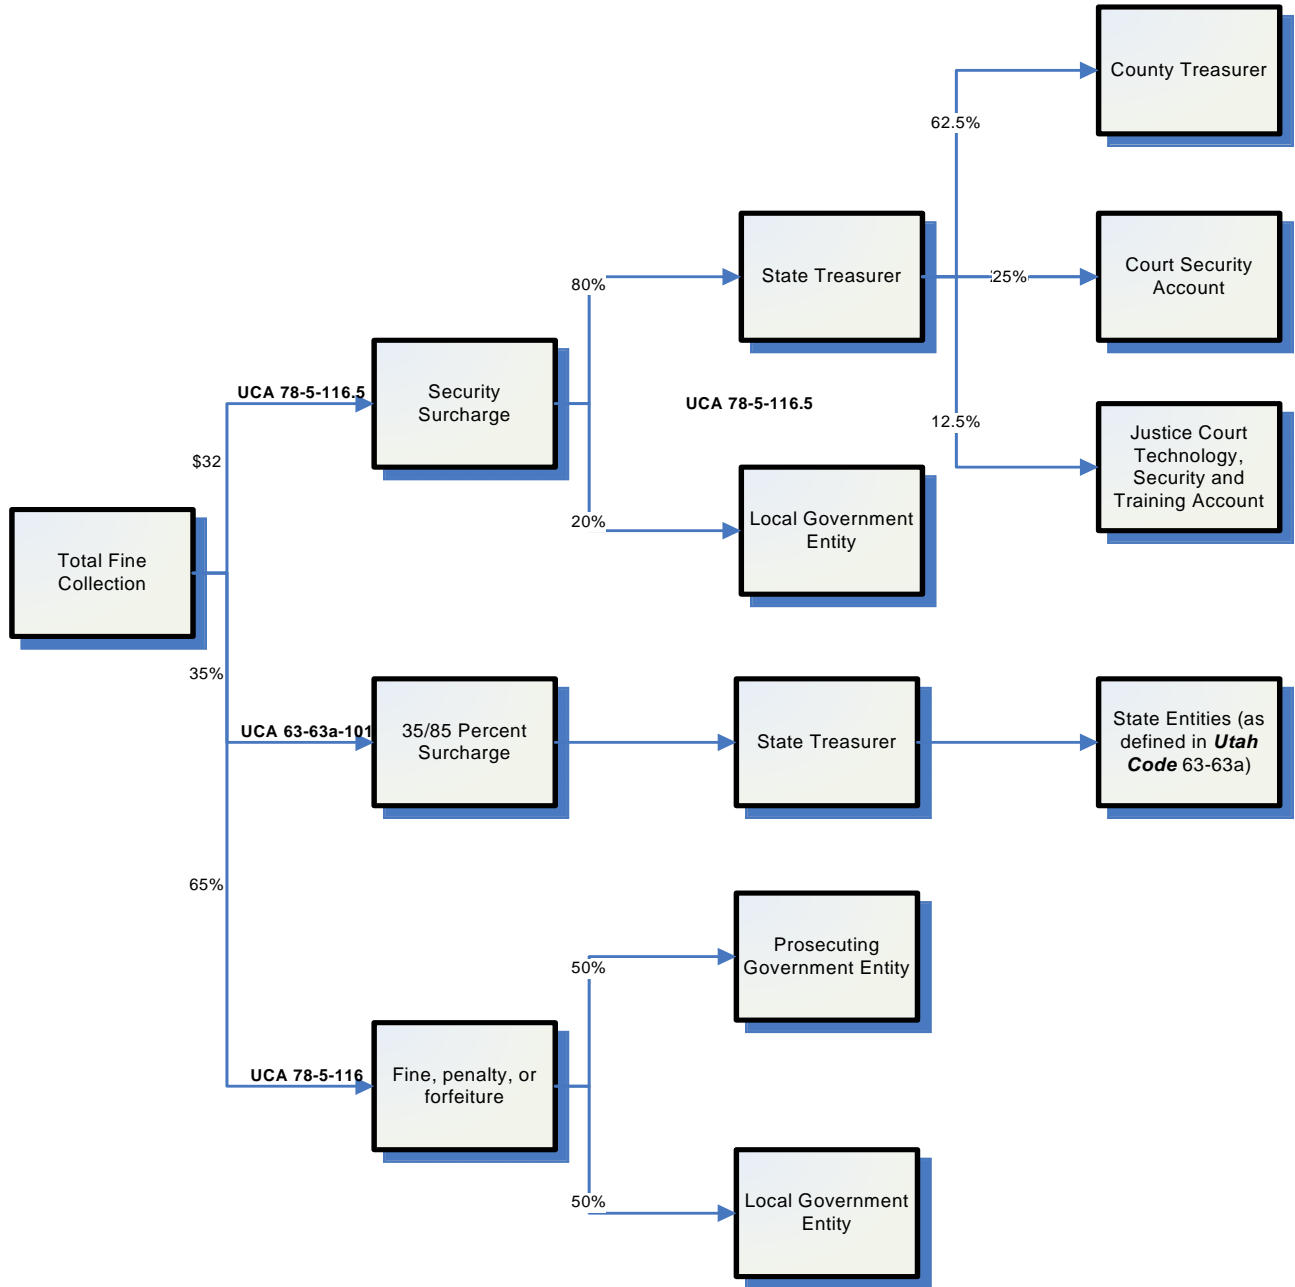 County Treasurer
62.5%
State Treasurer
80%
25%
Court Security
Account
UCA 78-5-116.5
Security
Surcharge
UCA 78-5-116.5
12.5%
Justice Court
Technology,
Security and
Training Account
$32
20%
Local Government
Entity
Total Fine
Collection
35%
UCA 63-63a-101
35/85 Percent
Surcharge
State Treasurer
State Entities (as
defined in Utah
Code 63-63a)
65%
Prosecuting
Government Entity
50%
UCA 78-5-116
Fine, penalty, or
forfeiture
50%
Local Government
Entity